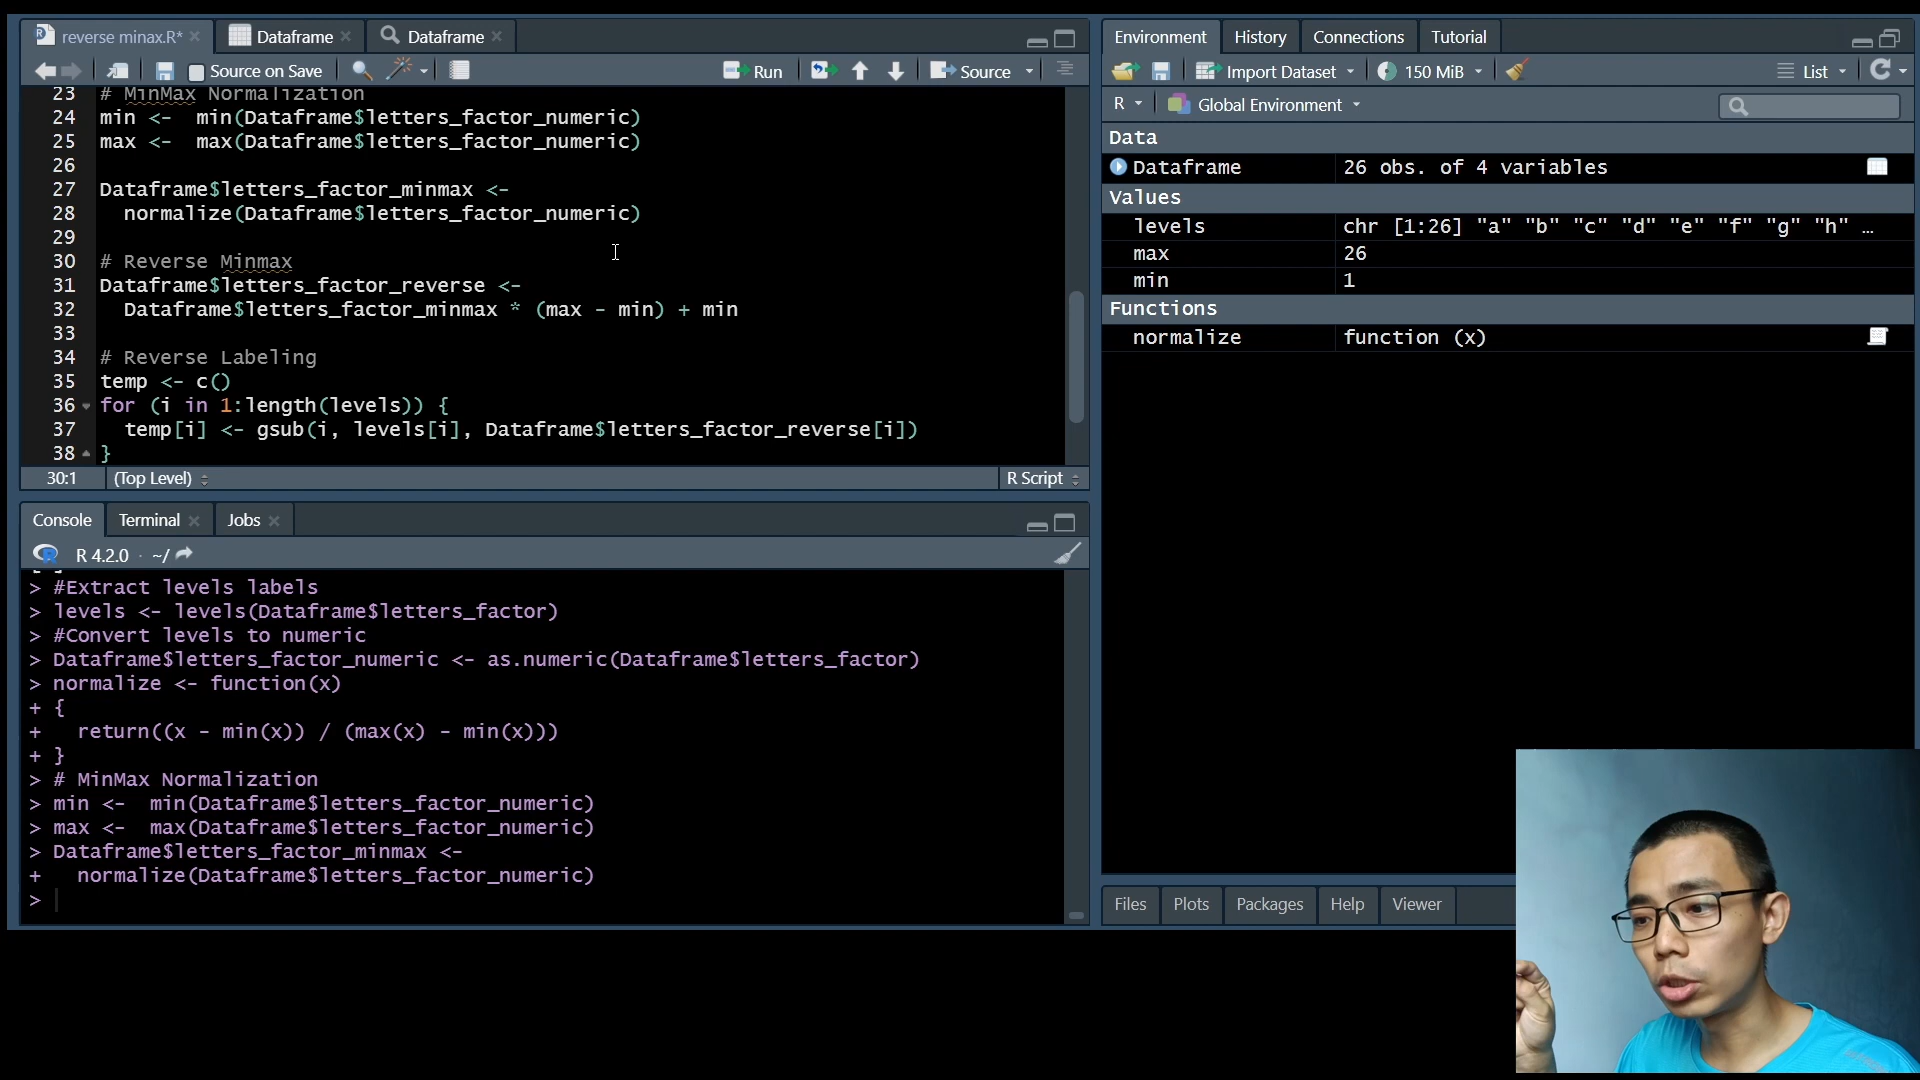 reverse minax.R*
Dataframe
Dataframe
Source on Save
Run
Source
23 # MinMax Normalization
24 min <-  min(Dataframe$letters_factor_numeric)
25 max <-  max(Dataframe$letters_factor_numeric)
26
27 Dataframe$letters_factor_minmax <-
28   normalize(Dataframe$letters_factor_numeric)
29
30 # Reverse Minmax
31 Dataframe$letters_factor_reverse <-
32   Dataframe$letters_factor_minmax * (max - min) + min
33
34 # Reverse Labeling
35 temp <- c()
36 for (i in 1:length(levels)) {
37   temp[i] <- gsub(i, levels[i], Dataframe$letters_factor_reverse[i])
38 }
30:1 (Top Level) R Script
Console Terminal Jobs
R 4.2.0 · ~/
> #Extract levels labels
> levels <- levels(Dataframe$letters_factor)
> #Convert levels to numeric
> Dataframe$letters_factor_numeric <- as.numeric(Dataframe$letters_factor)
> normalize <- function(x)
+ {
+   return((x - min(x)) / (max(x) - min(x)))
+ }
> # MinMax Normalization
> min <-  min(Dataframe$letters_factor_numeric)
> max <-  max(Dataframe$letters_factor_numeric)
> Dataframe$letters_factor_minmax <-
+   normalize(Dataframe$letters_factor_numeric)
>
Environment History Connections Tutorial
Import Dataset 150 MiB List
R Global Environment
Data
Dataframe 26 obs. of 4 variables
Values
levels chr [1:26] "a" "b" "c" "d" "e" "f" "g" "h" …
max 26
min 1
Functions
normalize function (x)
Files Plots Packages Help Viewer